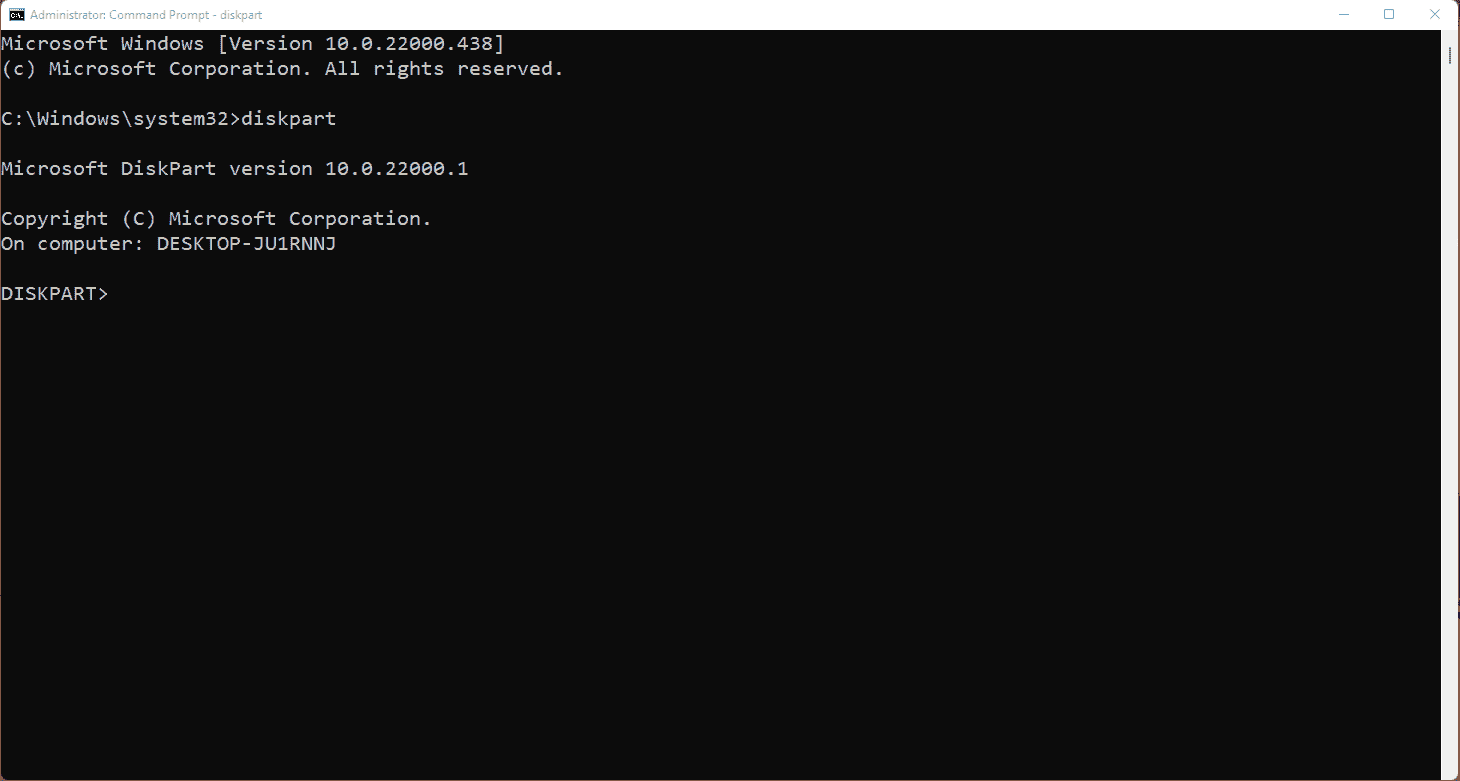 Administrator: Command Prompt - diskpart
Microsoft Windows [Version 10.0.22000.438]
(c) Microsoft Corporation. All rights reserved.
C:\Windows\system32>diskpart
Microsoft DiskPart version 10.0.22000.1
Copyright (C) Microsoft Corporation.
On computer: DESKTOP-JU1RNNJ
DISKPART>